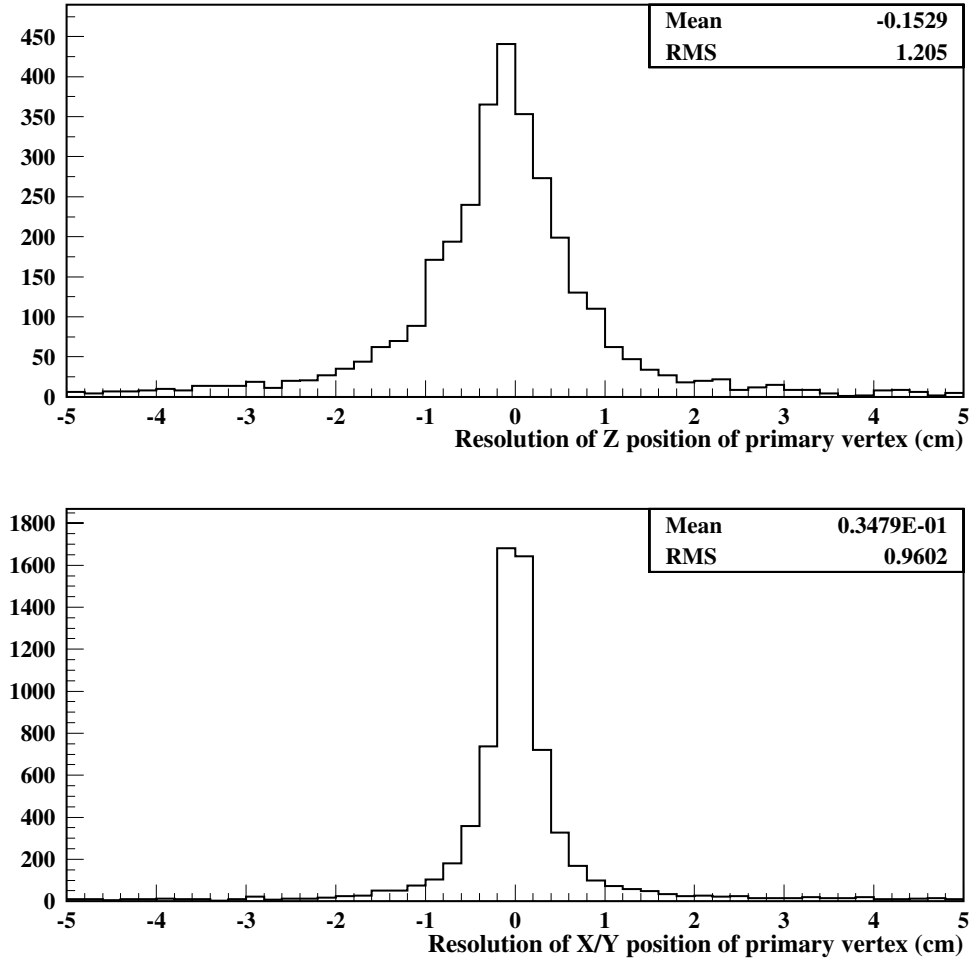 Mean -0.1529
RMS 1.205
450
400
350
300
250
200
150
100
50
0
-5 -4 -3 -2 -1 0 1 2 3 4 5
Resolution of Z position of primary vertex (cm)
Mean 0.3479E-01
RMS 0.9602
1800
1600
1400
1200
1000
800
600
400
200
0
-5 -4 -3 -2 -1 0 1 2 3 4 5
Resolution of X/Y position of primary vertex (cm)